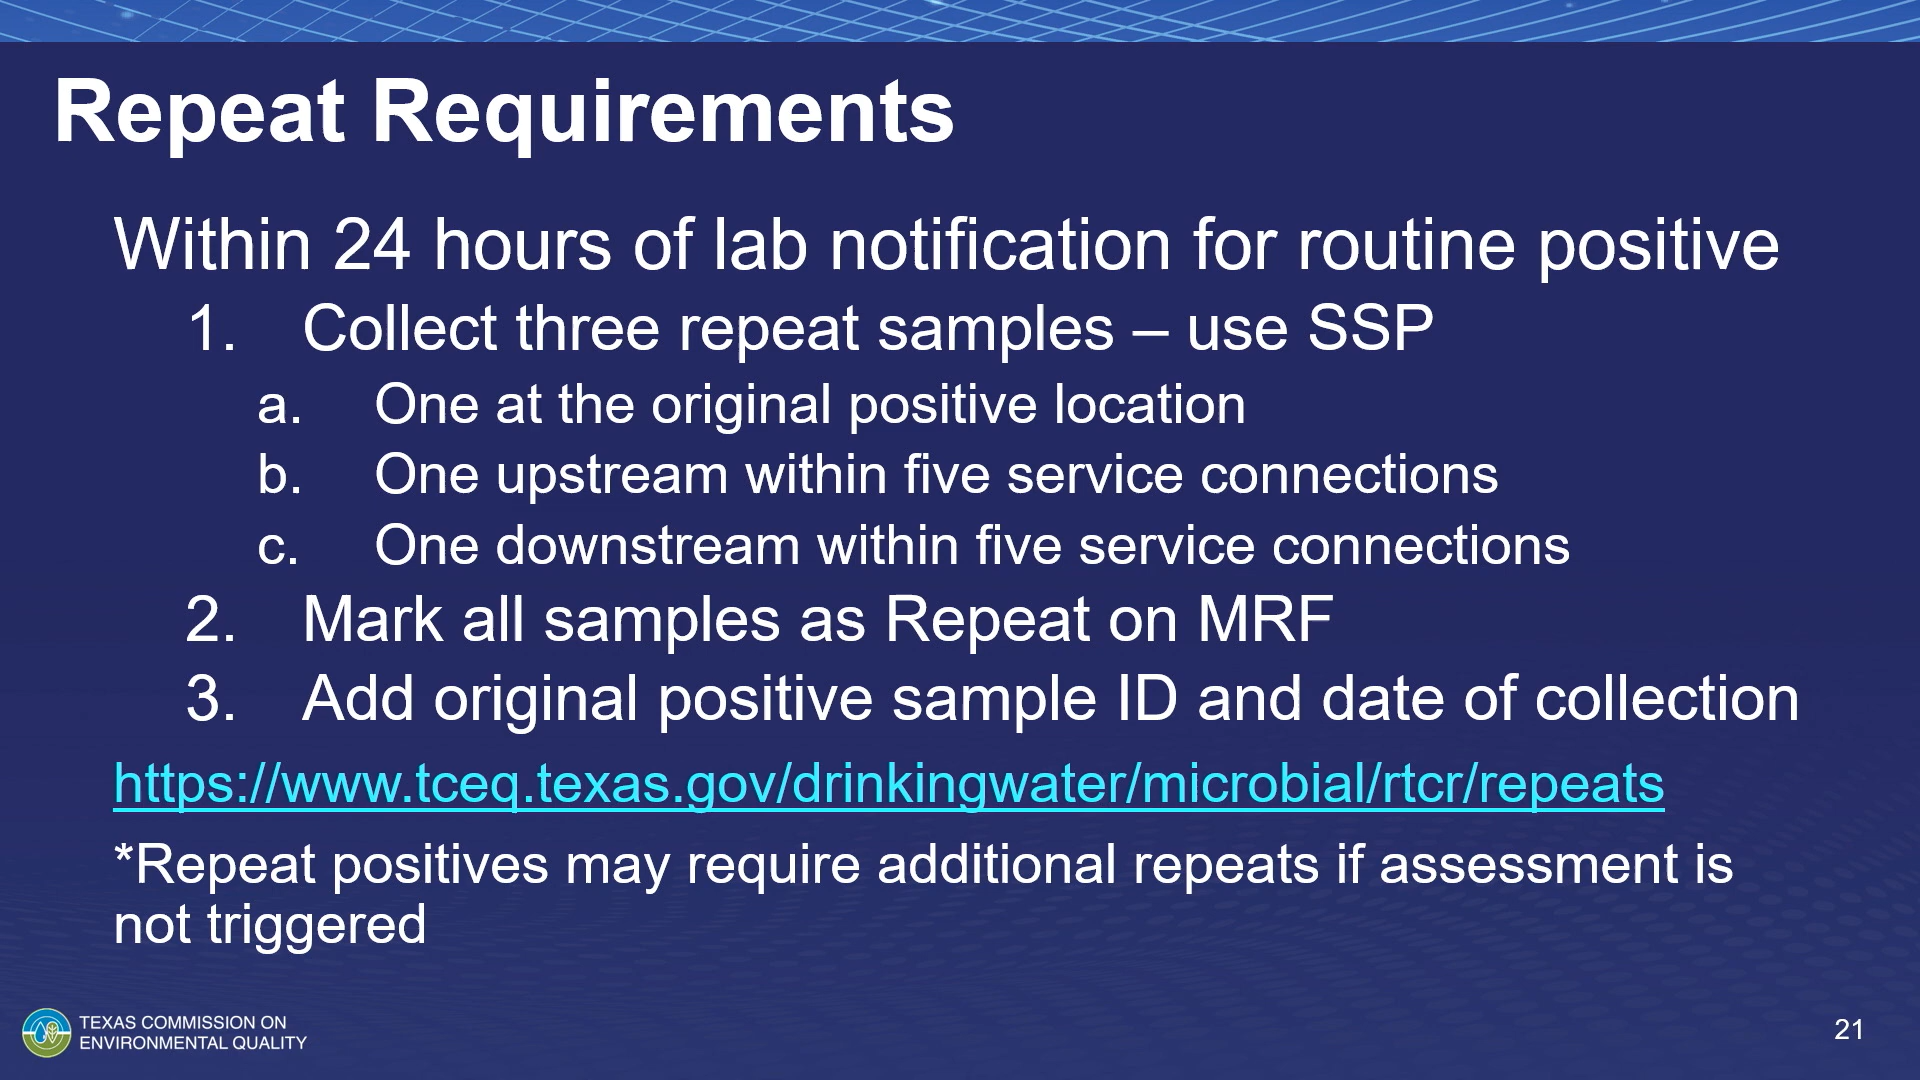 Repeat Requirements
Within 24 hours of lab notification for routine positive
1. Collect three repeat samples – use SSP
a. One at the original positive location
b. One upstream within five service connections
c. One downstream within five service connections
2. Mark all samples as Repeat on MRF
3. Add original positive sample ID and date of collection
https://www.tceq.texas.gov/drinkingwater/microbial/rtcr/repeats
*Repeat positives may require additional repeats if assessment is
not triggered
TEXAS COMMISSION ON
ENVIRONMENTAL QUALITY
21